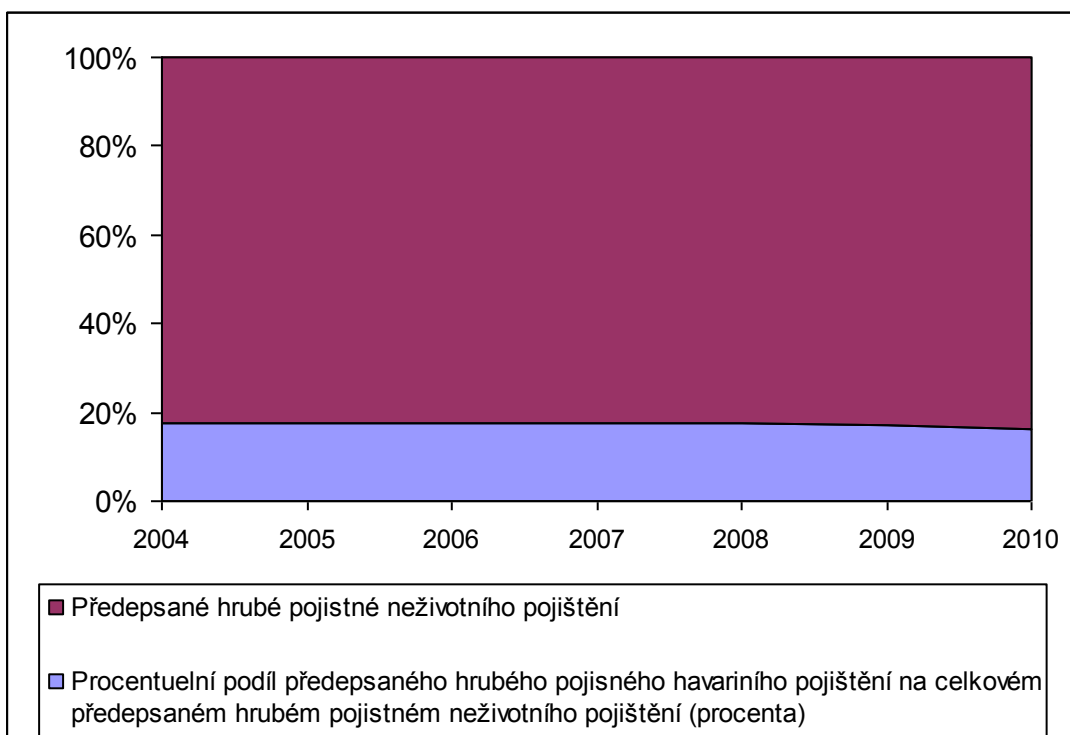 100%
80%
60%
40%
20%
0%
2004 2005 2006 2007 2008 2009 2010
Předepsané hrubé pojistné neživotního pojištění
Procentuelní podíl předepsaného hrubého pojisného havariního pojištění na celkovém
předepsaném hrubém pojistném neživotního pojištění (procenta)